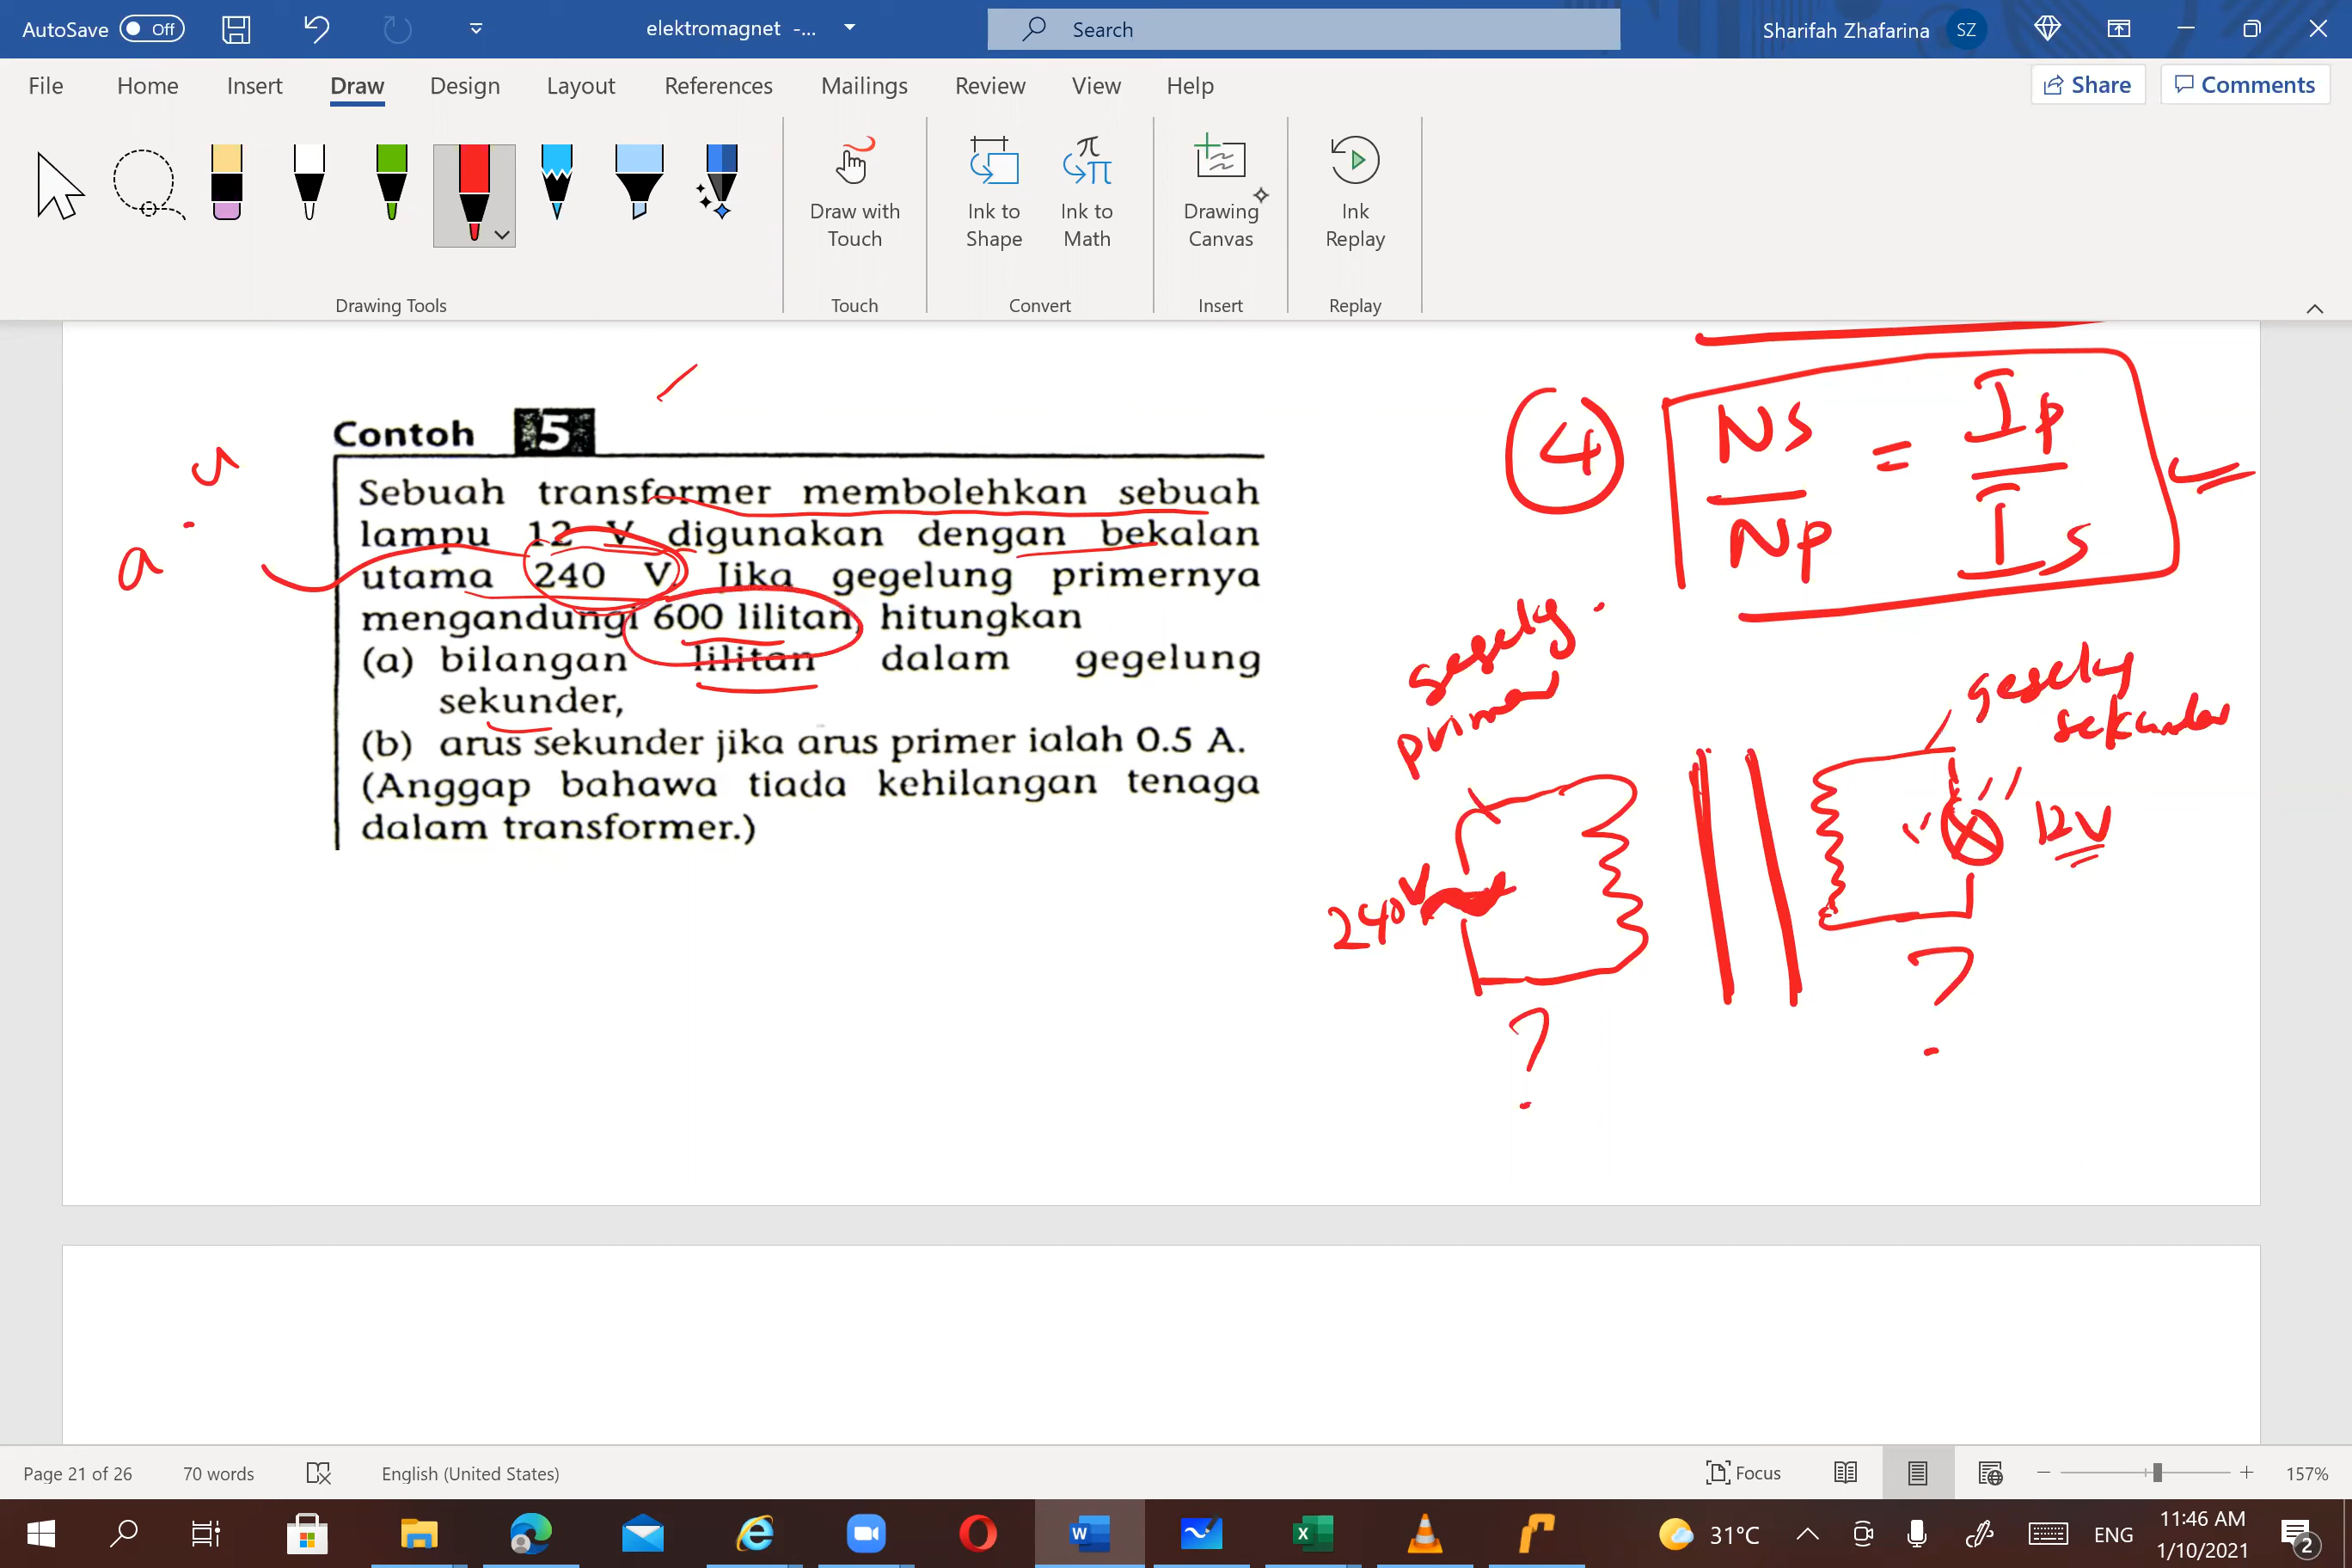 AutoSave Off elektromagnet -... Search Sharifah Zhafarina SZ
File Home Insert Draw Design Layout References Mailings Review View Help Share Comments
Draw with Touch
Ink to Shape
Ink to Math
Drawing Canvas
Ink Replay
Drawing Tools Touch Convert Insert Replay
Contoh 5
Sebuah transformer membolehkan sebuah
lampu 12 V digunakan dengan bekalan
utama 240 V. Jika gegelung primernya
mengandungi 600 lilitan, hitungkan
(a) bilangan lilitan dalam gegelung
sekunder,
(b) arus sekunder jika arus primer ialah 0.5 A.
(Anggap bahawa tiada kehilangan tenaga
dalam transformer.)
a
4
Ns = Ip
Np Is
primer
sekunder
240V
12V
?
?
Page 21 of 26 70 words English (United States) Focus 157%
31°C ENG 11:46 AM
1/10/2021
2